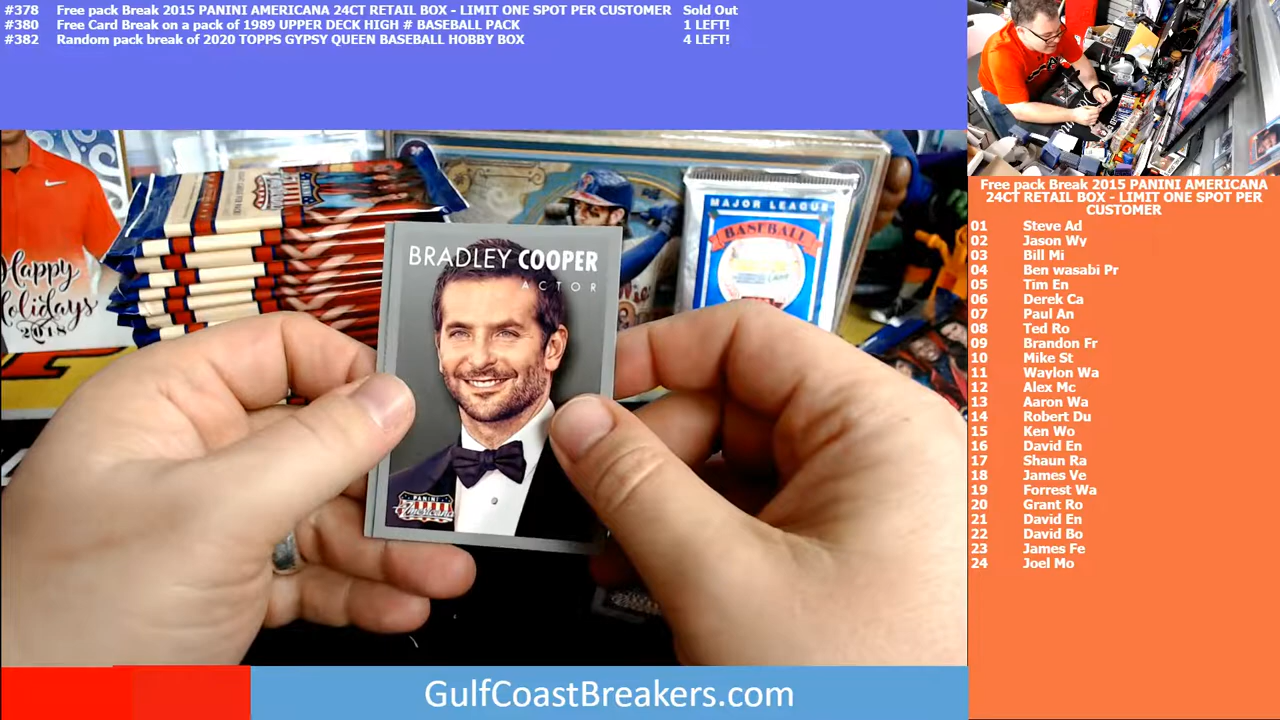 #378 Free pack Break 2015 PANINI AMERICANA 24CT RETAIL BOX - LIMIT ONE SPOT PER CUSTOMER Sold Out
#380 Free Card Break on a pack of 1989 UPPER DECK HIGH # BASEBALL PACK 1 LEFT!
#382 Random pack break of 2020 TOPPS GYPSY QUEEN BASEBALL HOBBY BOX 4 LEFT!
Free pack Break 2015 PANINI AMERICANA
24CT RETAIL BOX - LIMIT ONE SPOT PER
CUSTOMER
01 Steve Ad
02 Jason Wy
03 Bill Mi
04 Ben wasabi Pr
05 Tim En
06 Derek Ca
07 Paul An
08 Ted Ro
09 Brandon Fr
10 Mike St
11 Waylon Wa
12 Alex Mc
13 Aaron Wa
14 Robert Du
15 Ken Wo
16 David En
17 Shaun Ra
18 James Ve
19 Forrest Wa
20 Grant Ro
21 David En
22 David Bo
23 James Fe
24 Joel Mo
MAJOR LEAGUE
BASEBALL
BRADLEY COOPER
ACTOR
PANINI
Americana
Happy
Holidays
2018
GulfCoastBreakers.com